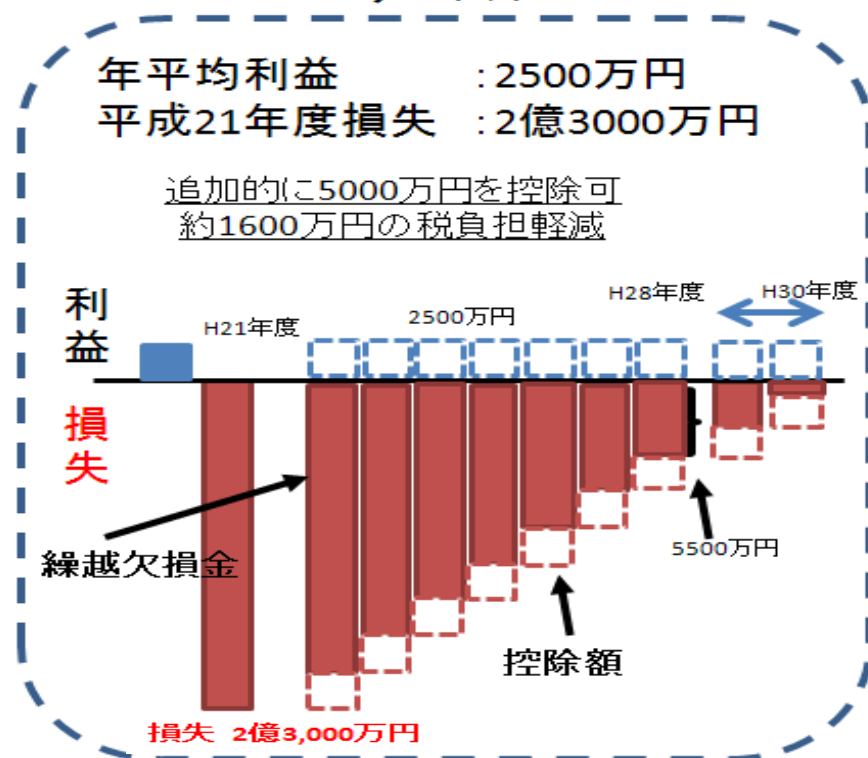 年平均利益 :2500万円
平成21年度損失 :2億3000万円
追加的に5000万円を控除可
約1600万円の税負担軽減
利益
H21年度
2500万円
H28年度
H30年度
損失
繰越欠損金
5500万円
控除額
損失 2億3,000万円